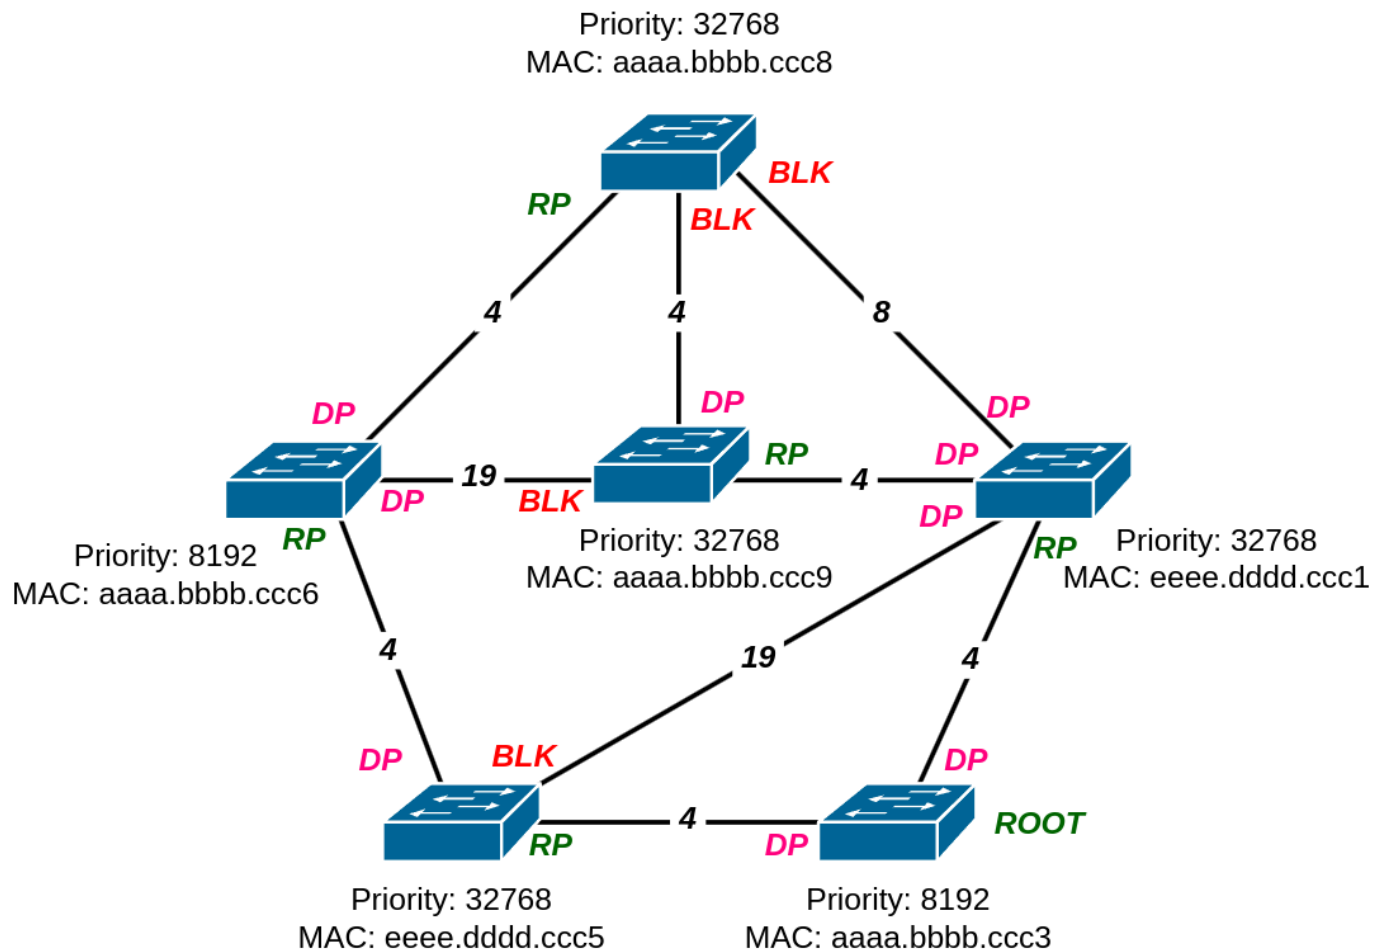 Priority: 32768
MAC: aaaa.bbbb.ccc8
BLK
RP
BLK
4
4
8
DP
DP
DP
RP
DP
19
4
DP
BLK
DP
RP
Priority: 8192
MAC: aaaa.bbbb.ccc6
Priority: 32768
MAC: aaaa.bbbb.ccc9
RP
Priority: 32768
MAC: eeee.dddd.ccc1
4
19
4
DP
BLK
DP
4
ROOT
RP
DP
Priority: 32768
MAC: eeee.dddd.ccc5
Priority: 8192
MAC: aaaa.bbbb.ccc3